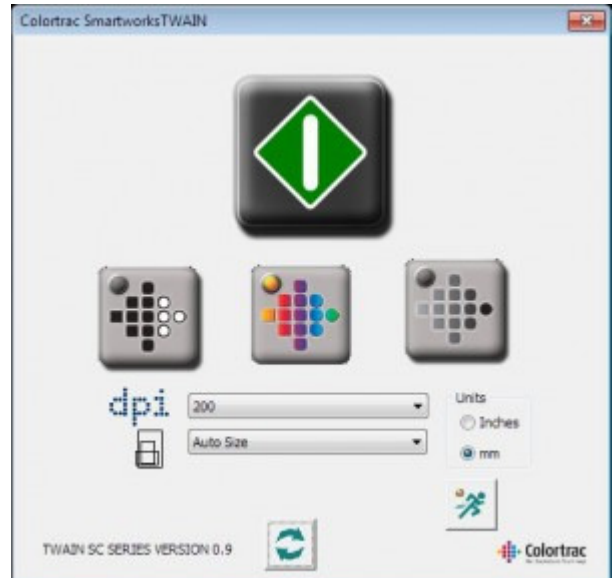 Colortrac SmartworksTWAIN
dpi
200
Units
Inches
Auto Size
mm
TWAIN SC SERIES VERSION 0.9
Colortrac